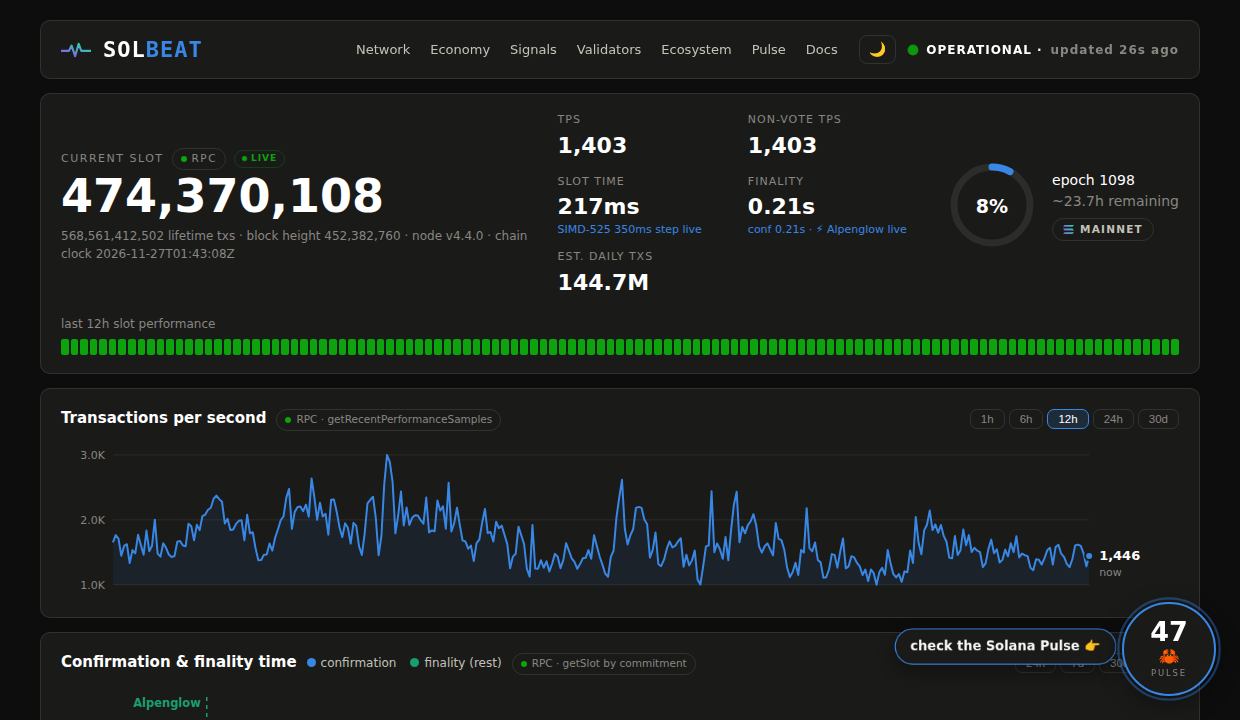 SOLBEAT
Network Economy Signals Validators Ecosystem Pulse Docs
🌙
OPERATIONAL · updated 26s ago
CURRENT SLOT RPC LIVE
474,370,108
568,561,412,502 lifetime txs · block height 452,382,760 · node v4.4.0 · chain
clock 2026-11-27T01:43:08Z
TPS
1,403
NON-VOTE TPS
1,403
SLOT TIME
217ms
SIMD-525 350ms step live
FINALITY
0.21s
conf 0.21s · ⚡ Alpenglow live
EST. DAILY TXS
144.7M
8%
epoch 1098
~23.7h remaining
MAINNET
last 12h slot performance
Transactions per second RPC · getRecentPerformanceSamples
1h 6h 12h 24h 30d
3.0K
2.0K
1.0K
1,446
now
Confirmation & finality time confirmation finality (rest) RPC · getSlot by commitment
Alpenglow
check the Solana Pulse 👉
47
🦀
PULSE